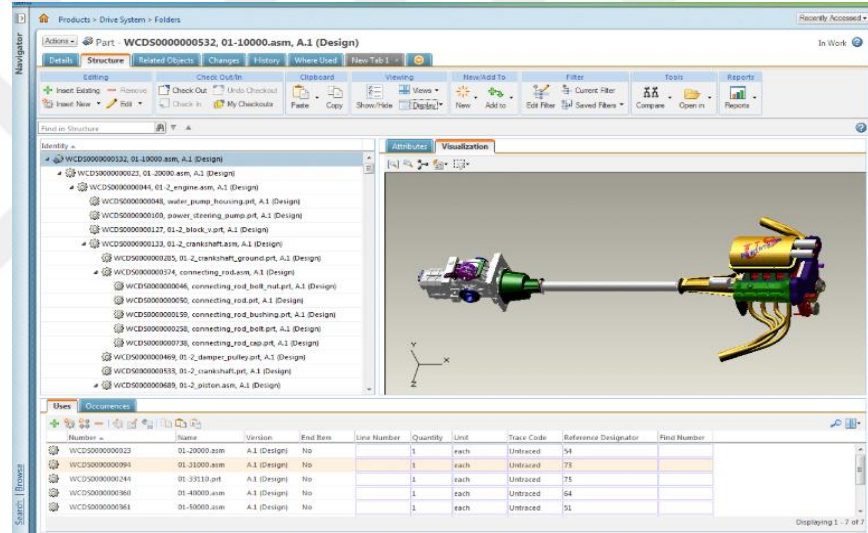 Products > Drive System > Folders
Recently Accessed
Navigator
Actions
Part - WCDS0000000532, 01-10000.asm, A.1 (Design)
In Work
Details Structure Related Objects Changes History Where Used New Tab 1
Editing Check Out/In Clipboard Viewing New/Add To Filter Tools Reports
Insert Existing Remove Check Out Undo Checkout Views Current Filter
Insert New Edit Check In My Checkouts Paste Copy Show/Hide Display New Add to Edit Filter Saved Filters Compare Open in Reports
Find in Structure
Attributes Visualization
Identity
WCDS0000000532, 01-10000.asm, A.1 (Design)
WCDS0000000023, 01-20000.asm, A.1 (Design)
WCDS0000000044, 01-2_engine.asm, A.1 (Design)
WCDS0000000048, water_pump_housing.prt, A.1 (Design)
WCDS0000000100, power_steering_pump.prt, A.1 (Design)
WCDS0000000127, 01-2_block_v.prt, A.1 (Design)
WCDS0000000133, 01-2_crankshaft.asm, A.1 (Design)
WCDS0000000285, 01-2_crankshaft_ground.prt, A.1 (Design)
WCDS0000000374, connecting_rod.asm, A.1 (Design)
WCDS0000000046, connecting_rod_bolt_nut.prt, A.1 (Design)
WCDS0000000090, connecting_rod.prt, A.1 (Design)
WCDS0000000159, connecting_rod_bushing.prt, A.1 (Design)
WCDS0000000258, connecting_rod_bolt.prt, A.1 (Design)
WCDS0000000738, connecting_rod_cap.prt, A.1 (Design)
WCDS0000000469, 01-2_damper_pulley.prt, A.1 (Design)
WCDS0000000533, 01-2_crankshaft.prt, A.1 (Design)
WCDS0000000689, 01-2_piston.asm, A.1 (Design)
Y
X
Z
Uses Occurrences
Number Name Version End Item Line Number Quantity Unit Trace Code Reference Designator Find Number
WCDS0000000023 01-20000.asm A.1 (Design) No 1 each Untraced 54
WCDS0000000094 01-31000.asm A.1 (Design) No 1 each Untraced 73
WCDS0000000244 01-33110.prt A.1 (Design) No 1 each Untraced 75
WCDS0000000360 01-40000.asm A.1 (Design) No 1 each Untraced 64
WCDS0000000361 01-50000.asm A.1 (Design) No 1 each Untraced 51
Search | Browse
Displaying 1 - 7 of 7